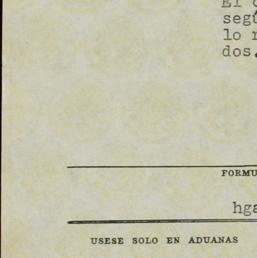 El
segú
lo
dos.
FORMU
hga
USESE SOLO EN ADUANAS